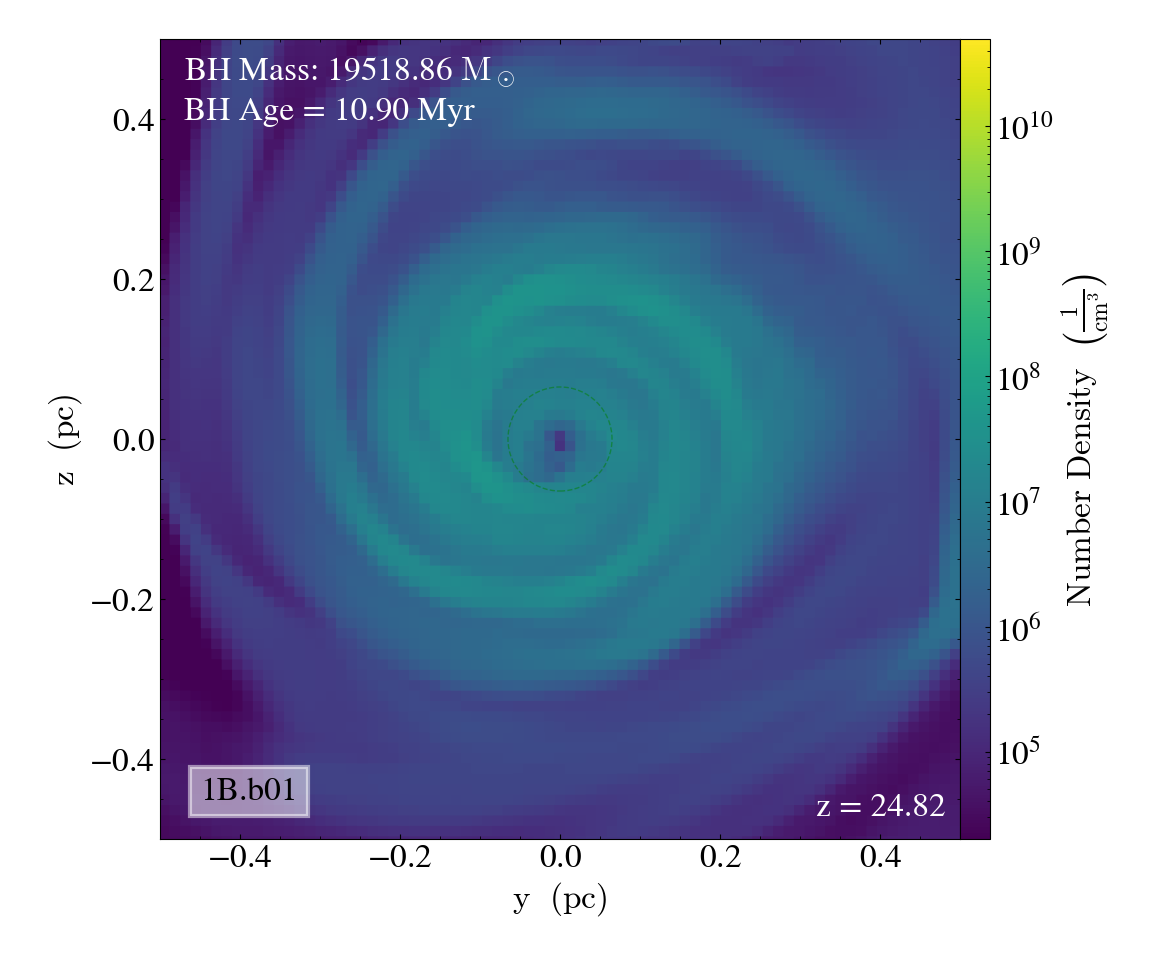 BH Mass: 19518.86 M⊙
BH Age = 10.90 Myr
0.4
0.2
0.0
−0.2
−0.4
z (pc)
1B.b01
z = 24.82
−0.4 −0.2 0.0 0.2 0.4
y (pc)
10¹⁰
10⁹
10⁸
10⁷
10⁶
10⁵
Number Density (1/cm³)